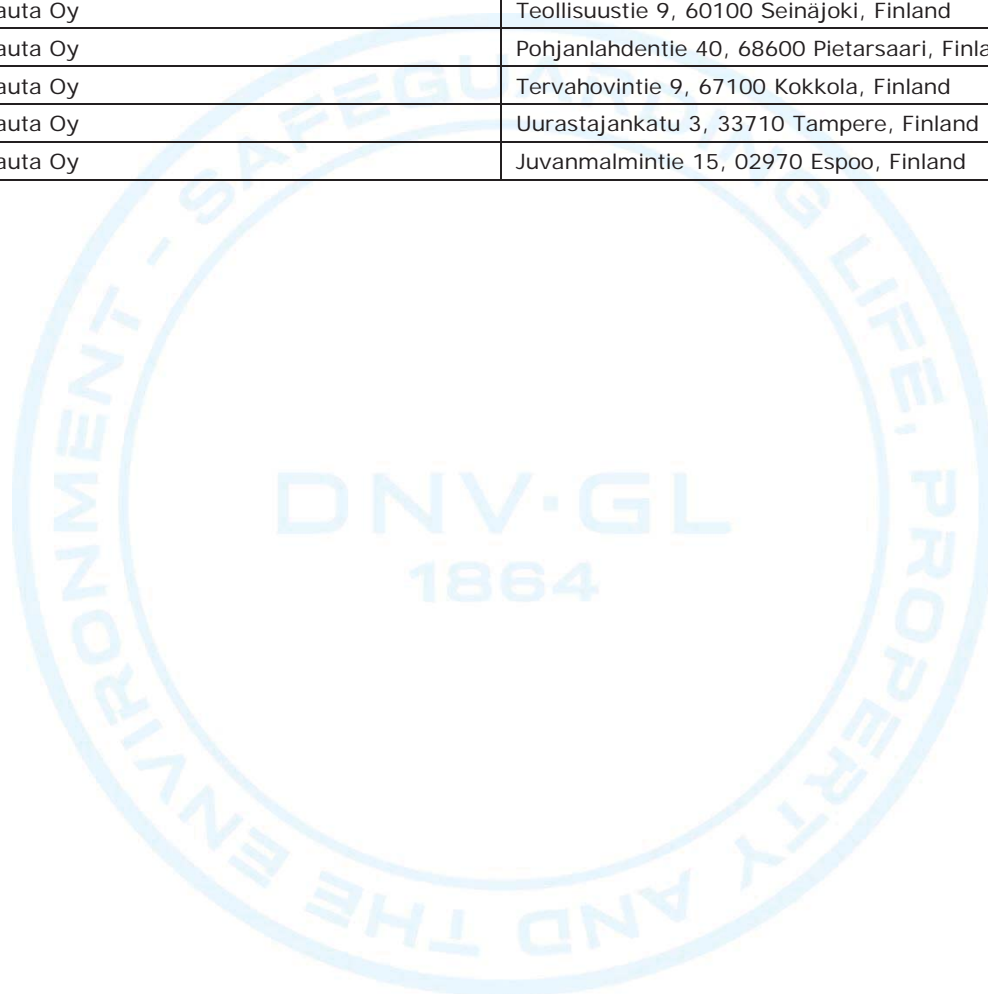 auta Oy Teollisuustie 9, 60100 Seinäjoki, Finland
auta Oy Pohjanlahdentie 40, 68600 Pietarsaari, Finla
auta Oy Tervahovintie 9, 67100 Kokkola, Finland
auta Oy Uurastajankatu 3, 33710 Tampere, Finland
auta Oy Juvanmalmintie 15, 02970 Espoo, Finland
SAFEGUARDING LIFE, PROPERTY AND THE ENVIRONMENT -
DNV·GL
1864